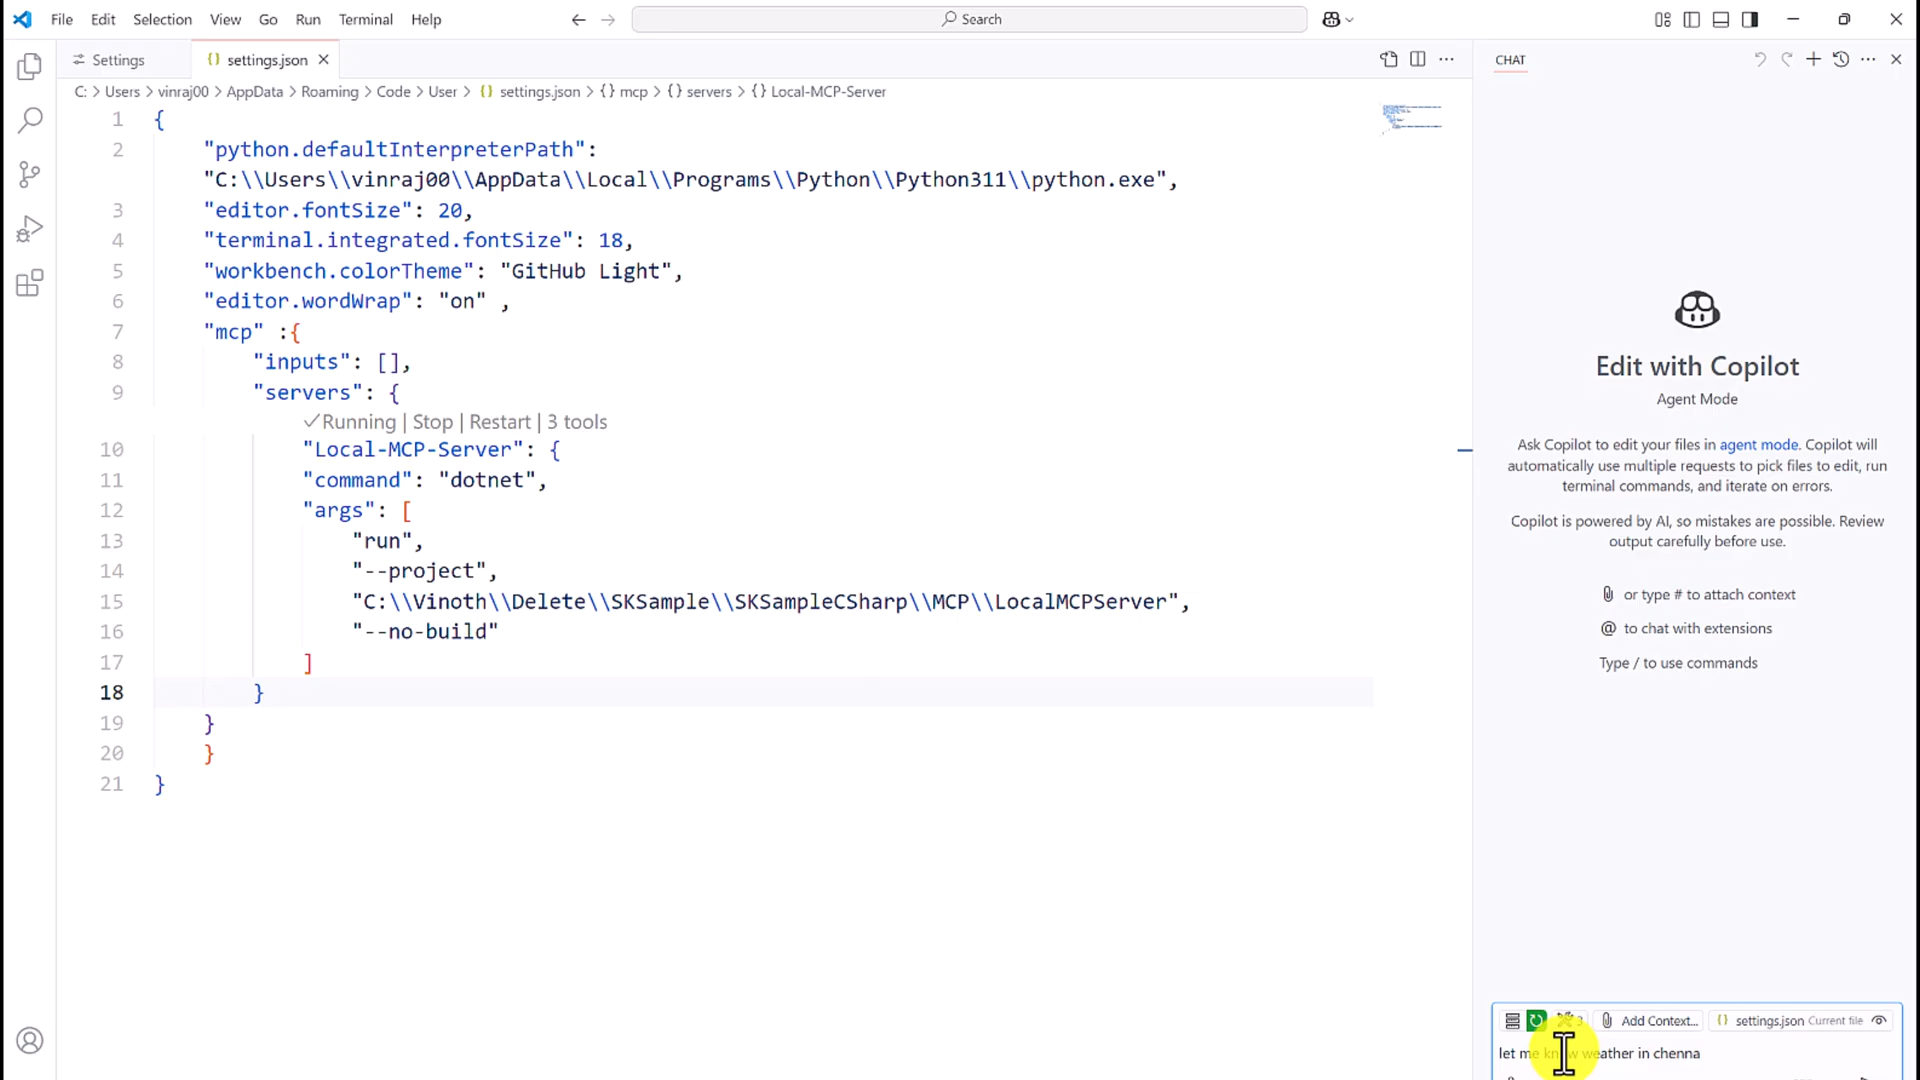 File Edit Selection View Go Run Terminal Help
Search
Settings
settings.json
C: > Users > vinraj00 > AppData > Roaming > Code > User > {} settings.json > {} mcp > {} servers > {} Local-MCP-Server
1 {
2 "python.defaultInterpreterPath":
"C:\\Users\\vinraj00\\AppData\\Local\\Programs\\Python\\Python311\\python.exe",
3 "editor.fontSize": 20,
4 "terminal.integrated.fontSize": 18,
5 "workbench.colorTheme": "GitHub Light",
6 "editor.wordWrap": "on" ,
7 "mcp" :{
8 "inputs": [],
9 "servers": {
✓Running | Stop | Restart | 3 tools
10 "Local-MCP-Server": {
11 "command": "dotnet",
12 "args": [
13 "run",
14 "--project",
15 "C:\\Vinoth\\Delete\\SKSample\\SKSampleCSharp\\MCP\\LocalMCPServer",
16 "--no-build"
17 ]
18 }
19 }
20 }
21 }
CHAT
Edit with Copilot
Agent Mode
Ask Copilot to edit your files in agent mode. Copilot will
automatically use multiple requests to pick files to edit, run
terminal commands, and iterate on errors.
Copilot is powered by AI, so mistakes are possible. Review
output carefully before use.
or type # to attach context
@ to chat with extensions
Type / to use commands
3 Add Context... {} settings.json Current file
let me know weather in chenna